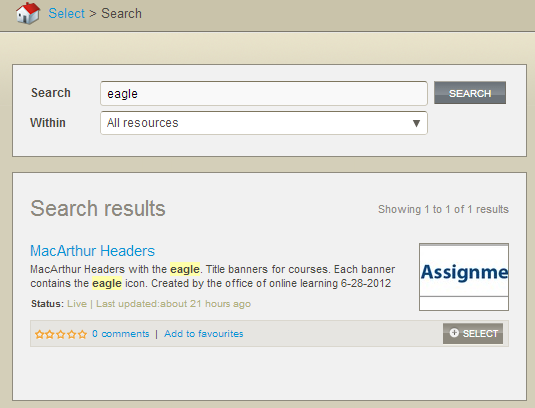 Select > Search
Search eagle SEARCH
Within All resources
Search results Showing 1 to 1 of 1 results
MacArthur Headers
MacArthur Headers with the eagle. Title banners for courses. Each banner
contains the eagle icon. Created by the office of online learning 6-28-2012
Assignme
Status: Live | Last updated:about 21 hours ago
0 comments | Add to favourites SELECT